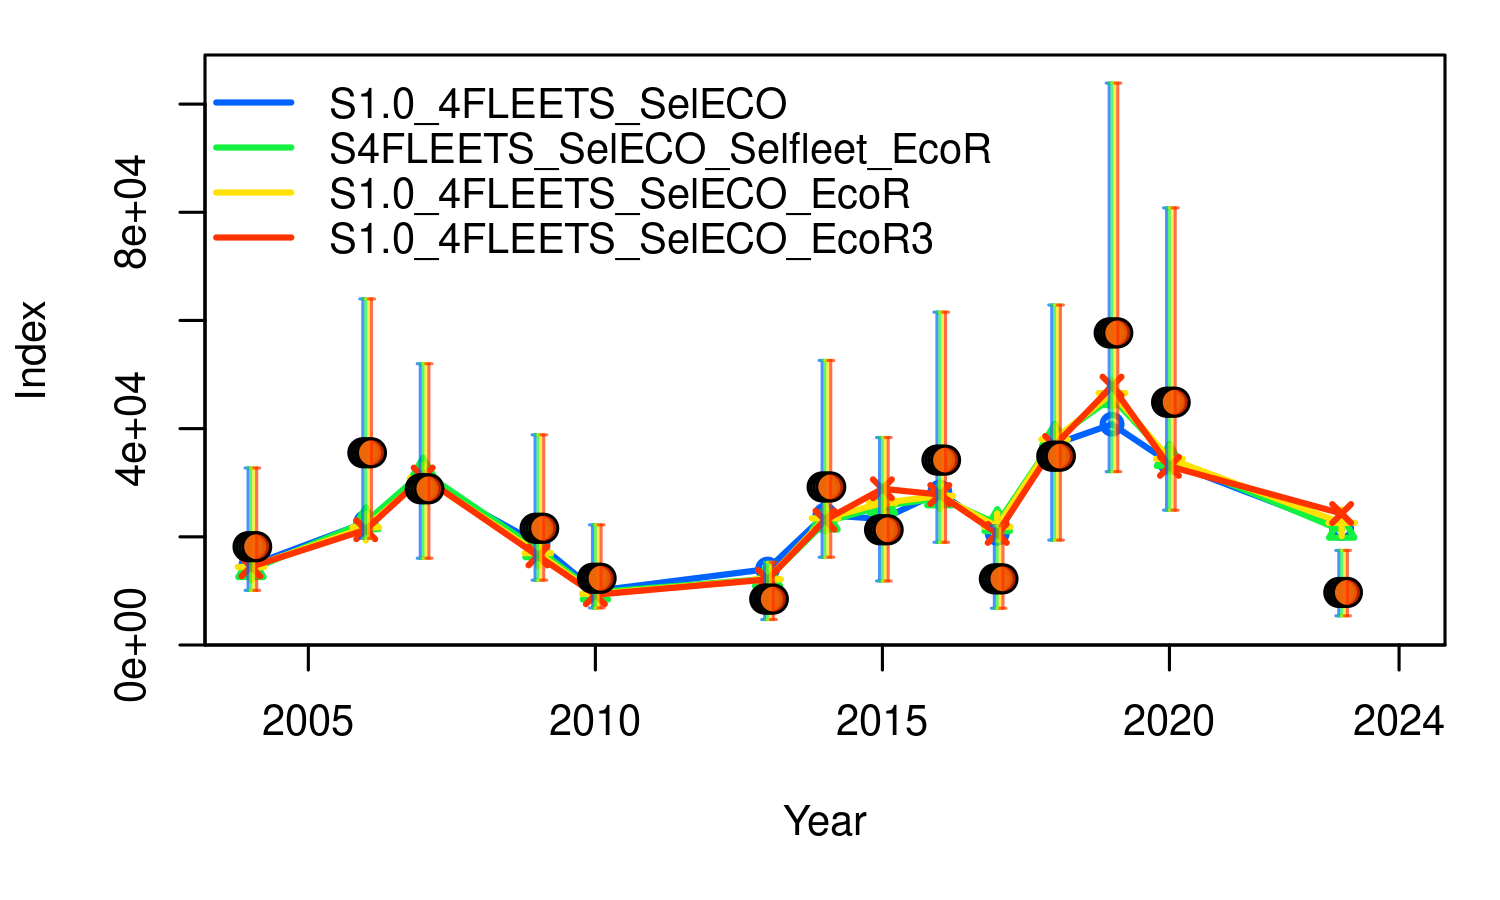 S1.0_4FLEETS_SelECO
S4FLEETS_SelECO_Selfleet_EcoR
S1.0_4FLEETS_SelECO_EcoR
S1.0_4FLEETS_SelECO_EcoR3
Index
8e+04
4e+04
0e+00
2005 2010 2015 2020 2024
Year